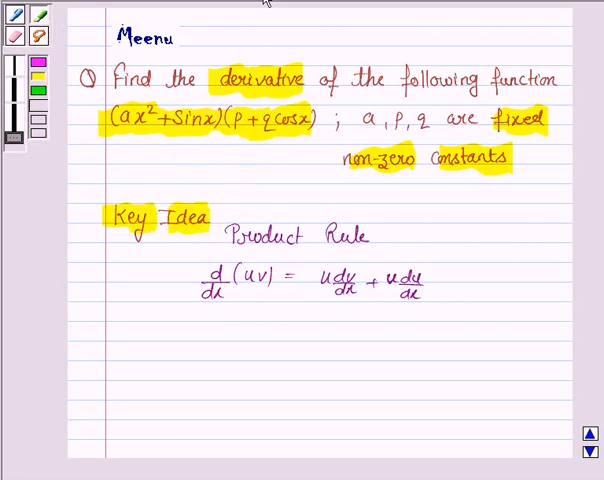 Meenu
Q Find the derivative of the following function
(ax² + Sinx)(p + q cosx) ; a, p, q are fixed
non-zero constants
Key Idea
Product Rule
d/dx (uv) = u dv/dx + u du/dx